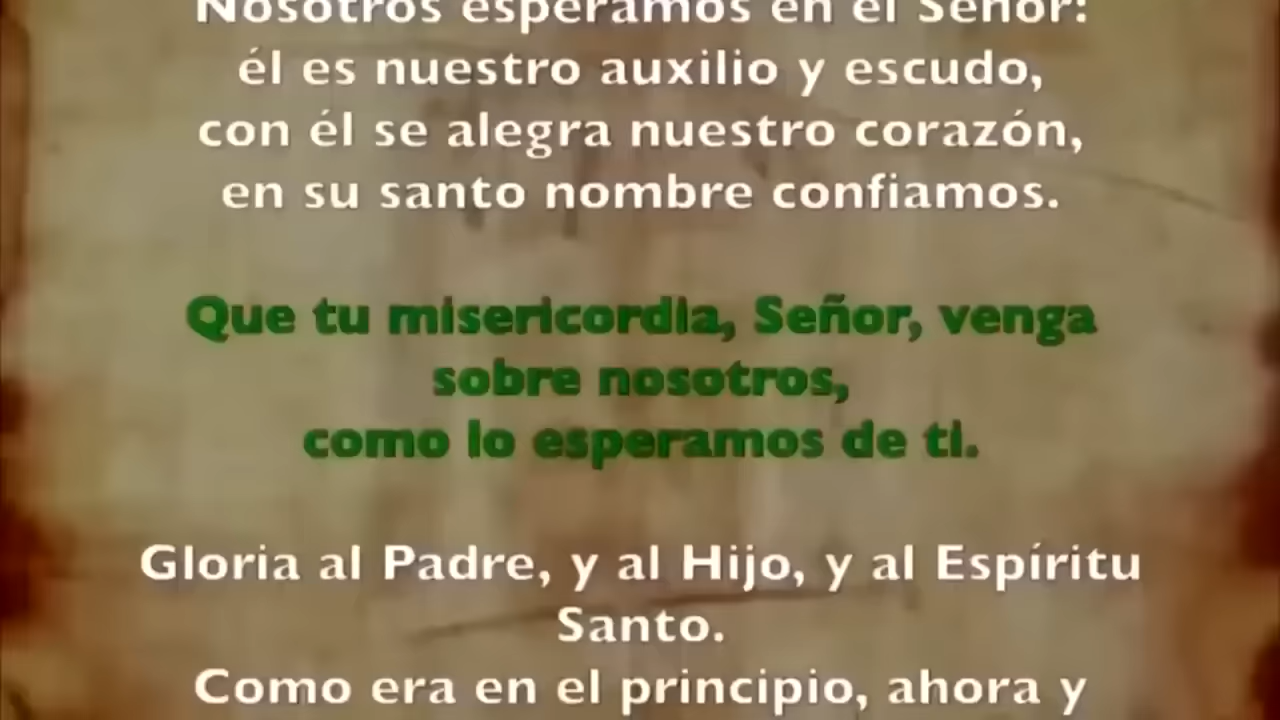 Nosotros esperamos en el Señor:
él es nuestro auxilio y escudo,
con él se alegra nuestro corazón,
en su santo nombre confiamos.
Que tu misericordia, Señor, venga
sobre nosotros,
como lo esperamos de ti.
Gloria al Padre, y al Hijo, y al Espíritu
Santo.
Como era en el principio, ahora y